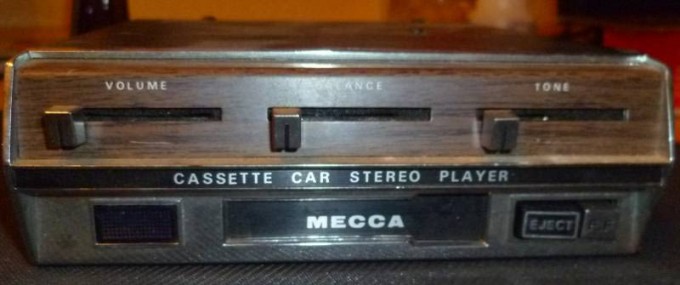 VOLUME BALANCE TONE
CASSETTE CAR STEREO PLAYER
MECCA EJECT